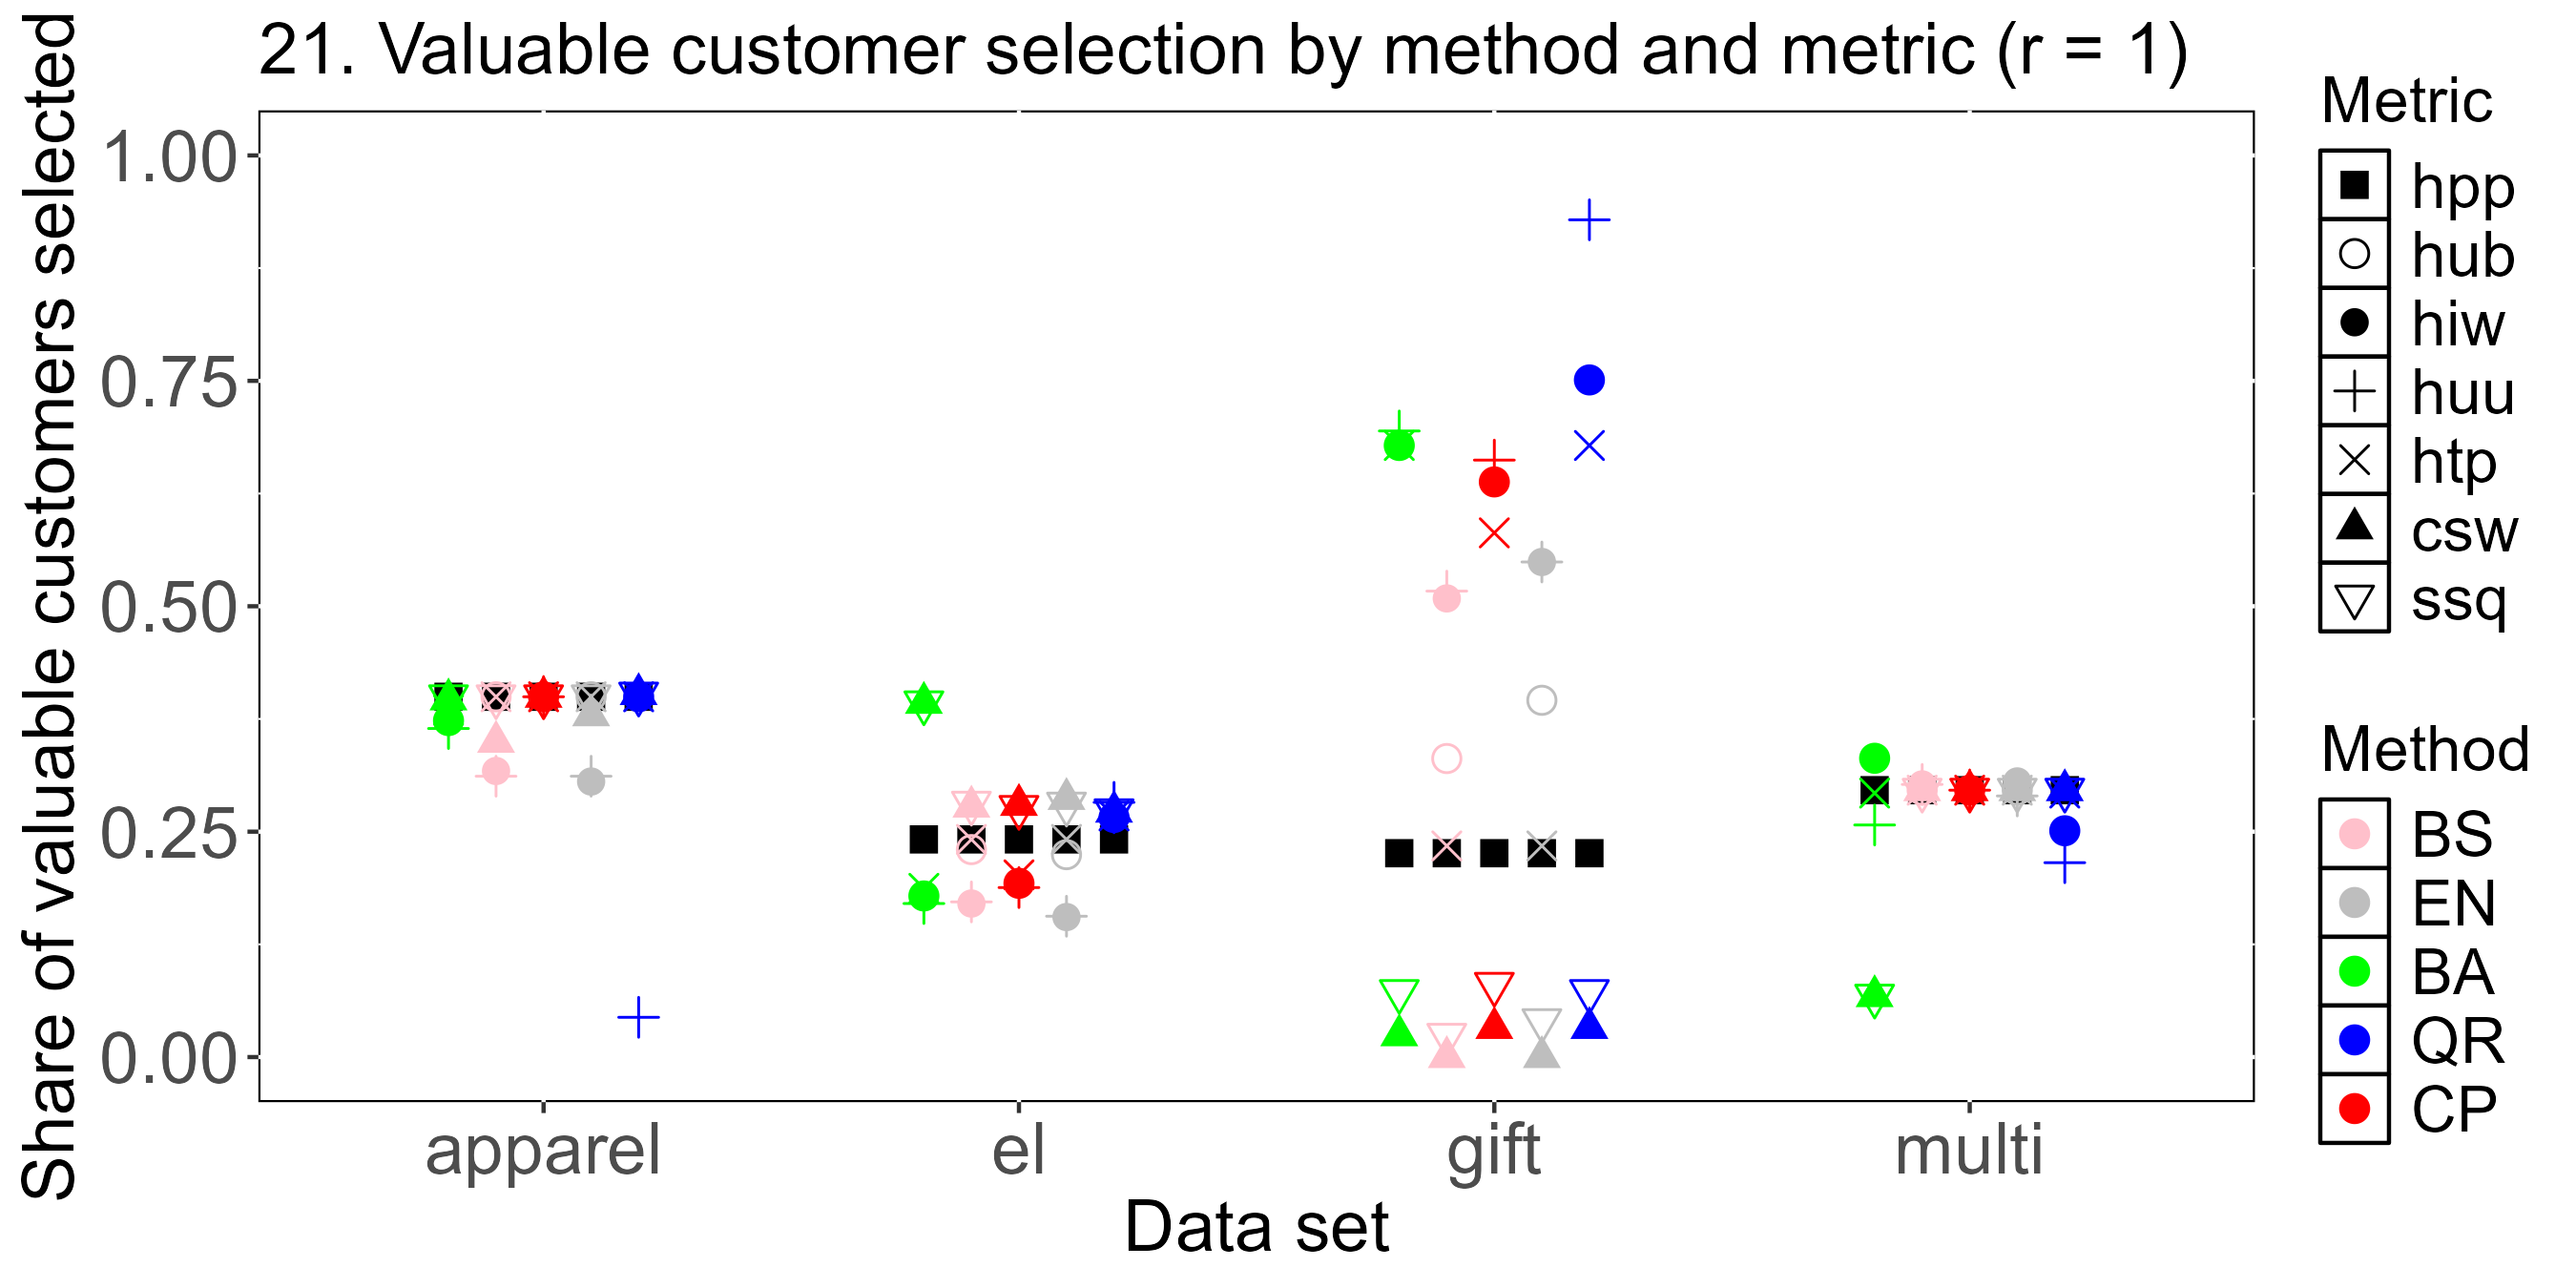 21. Valuable customer selection by method and metric (r = 1)
Share of valuable customers selected
1.00
0.75
0.50
0.25
0.00
apparel
el
gift
multi
Data set
Metric
hpp
hub
hiw
huu
htp
csw
ssq
Method
BS
EN
BA
QR
CP